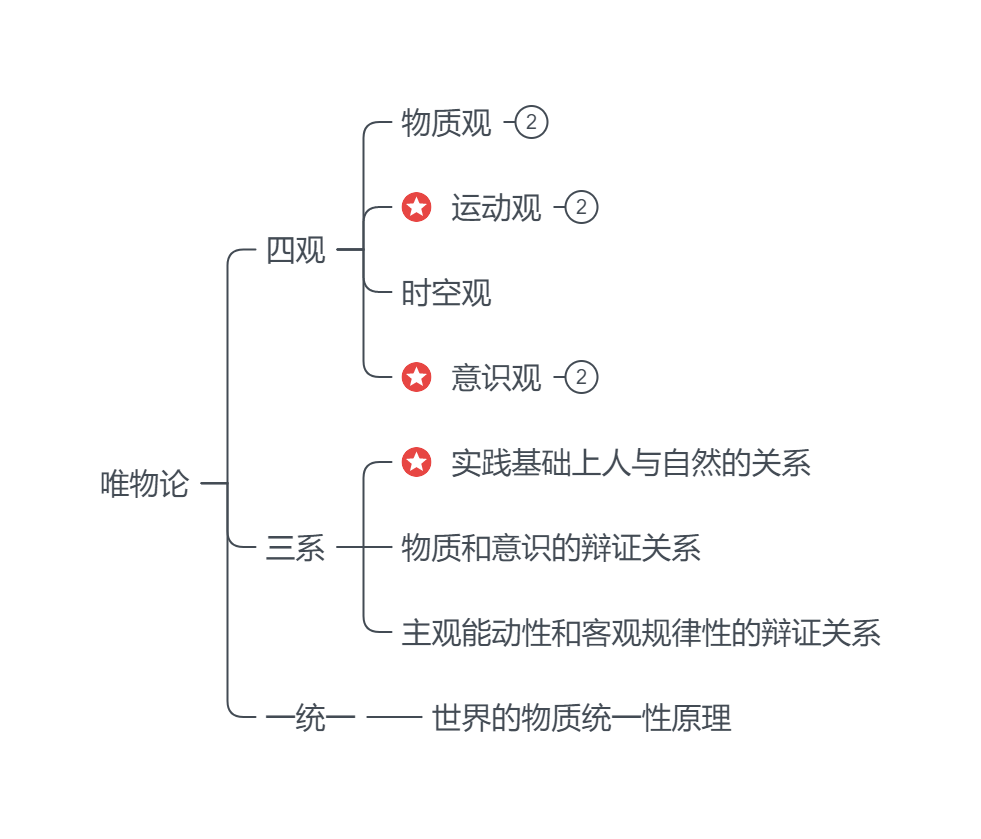 物质观 2
运动观 2
四观
时空观
意识观 2
实践基础上人与自然的关系
唯物论
三系
物质和意识的辩证关系
主观能动性和客观规律性的辩证关系
一统一
世界的物质统一性原理